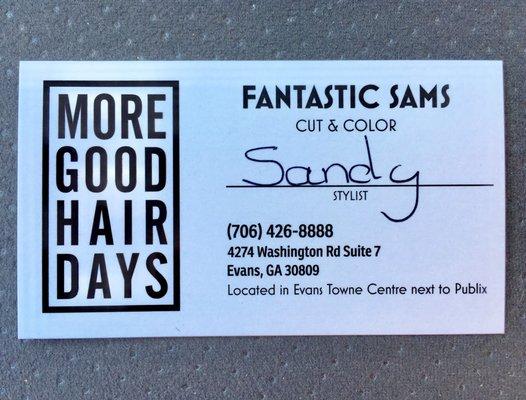 MORE
GOOD
HAIR
DAYS
FANTASTIC SAMS
CUT & COLOR
Sandy
STYLIST
(706) 426-8888
4274 Washington Rd Suite 7
Evans, GA 30809
Located in Evans Towne Centre next to Publix